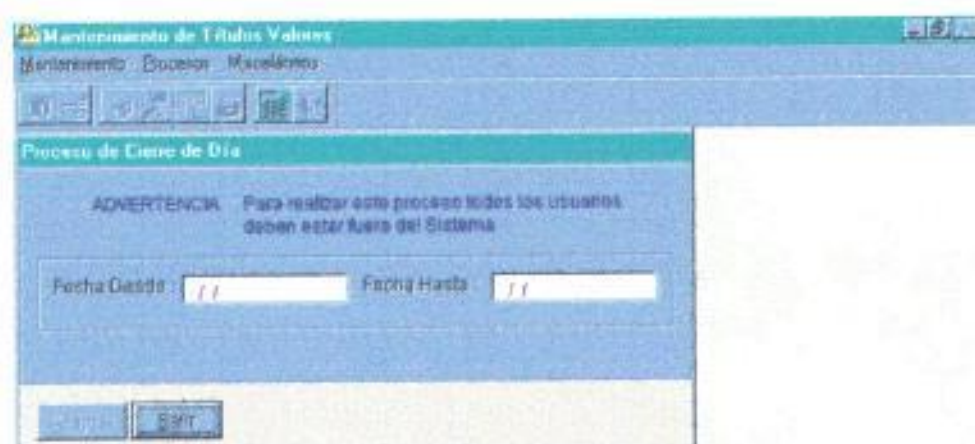 Mantenimiento de Títulos Valores
Mantenimiento Procesos Misceláneos
Proceso de Cierre de Día
ADVERTENCIA Para realizar este proceso todos los usuarios
deben estar fuera del Sistema
Fecha Desde : / / Fecha Hasta : / /
Salir